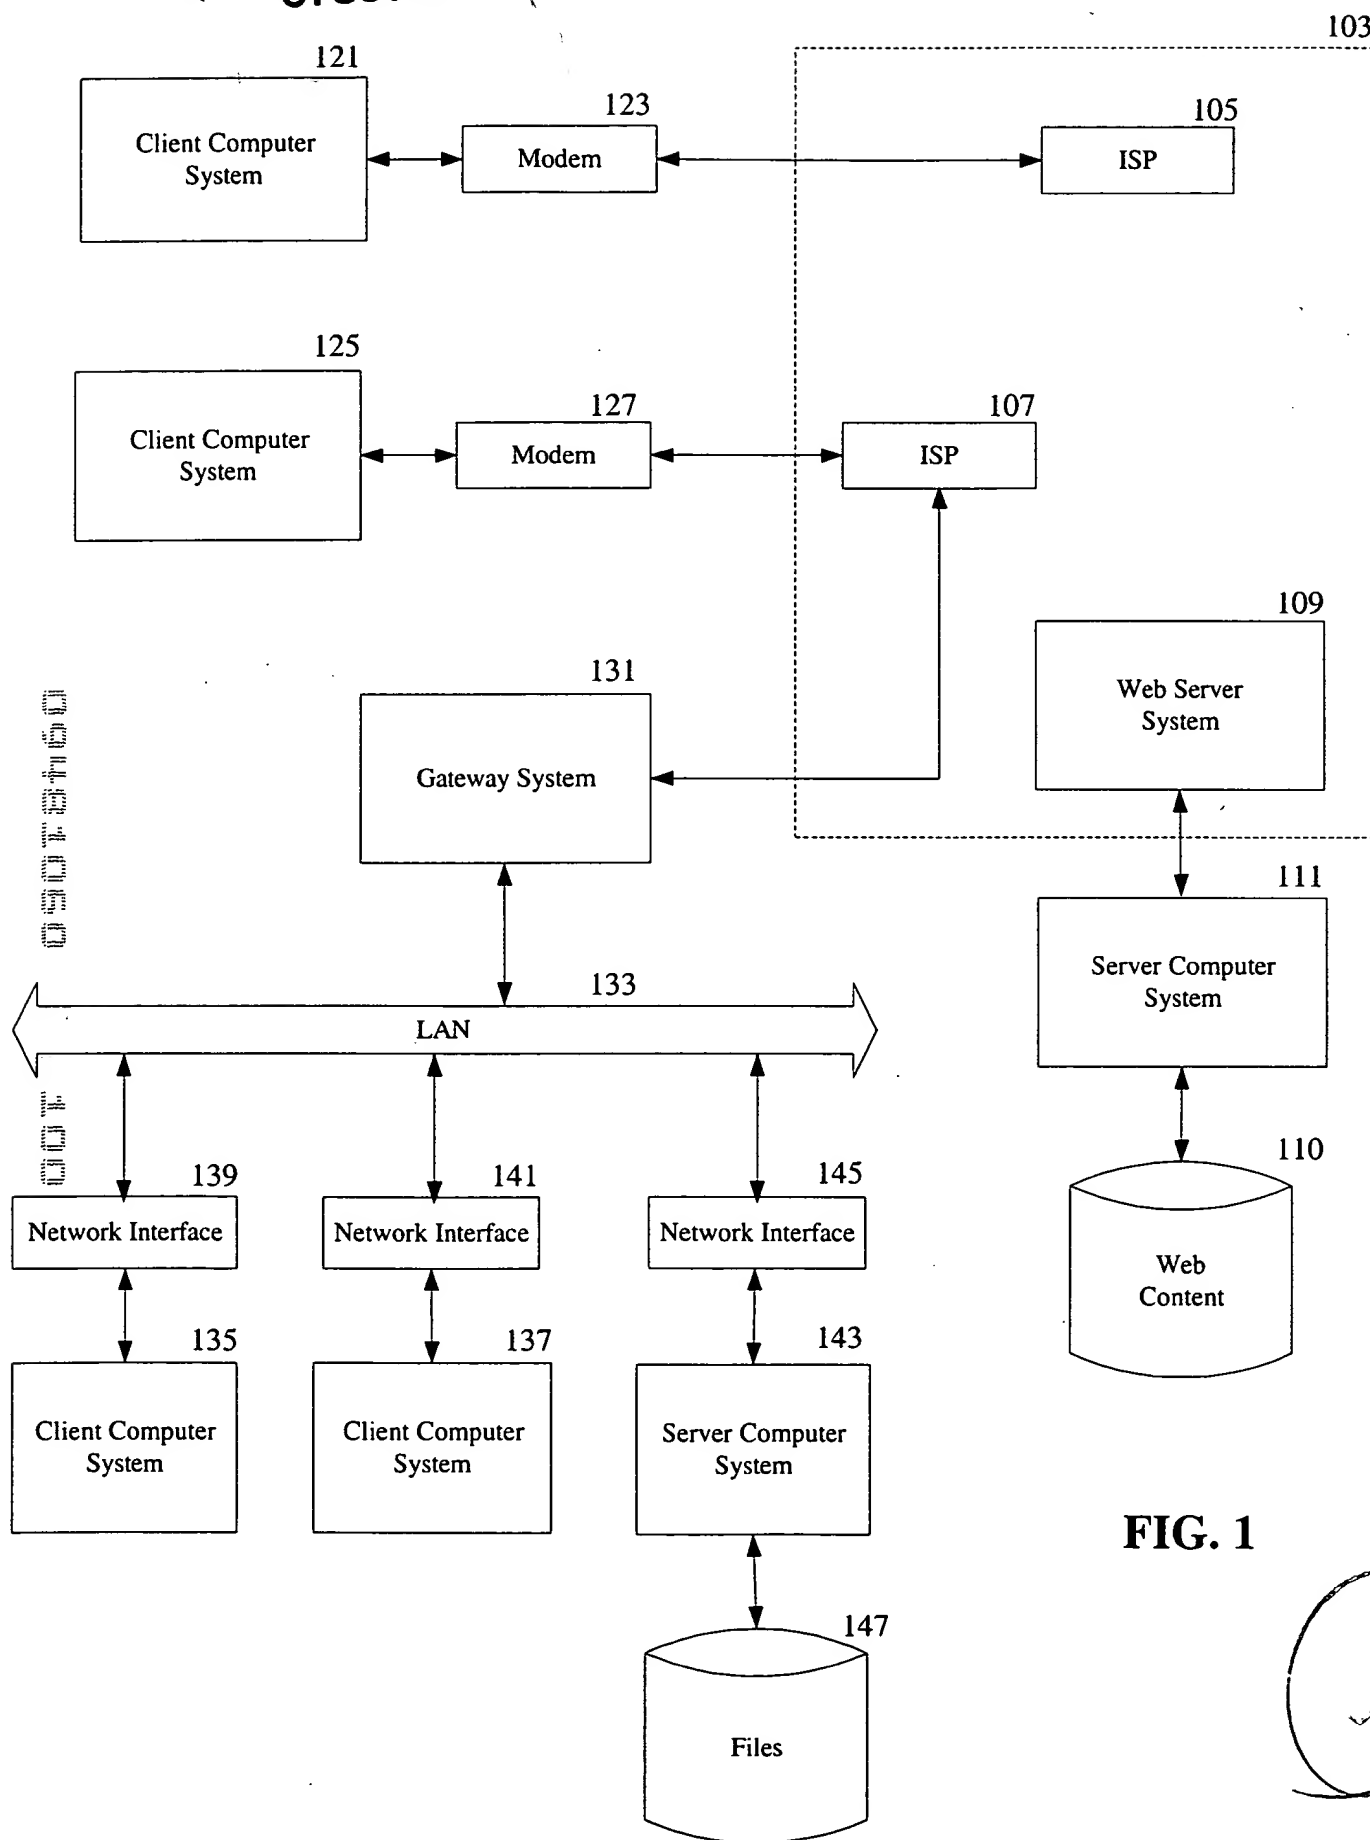 103
121
Client Computer
System
123
Modem
105
ISP
125
Client Computer
System
127
Modem
107
ISP
109
Web Server
System
131
Gateway System
111
Server Computer
System
133
LAN
110
Web
Content
139
Network Interface
141
Network Interface
145
Network Interface
135
Client Computer
System
137
Client Computer
System
143
Server Computer
System
147
Files
FIG. 1